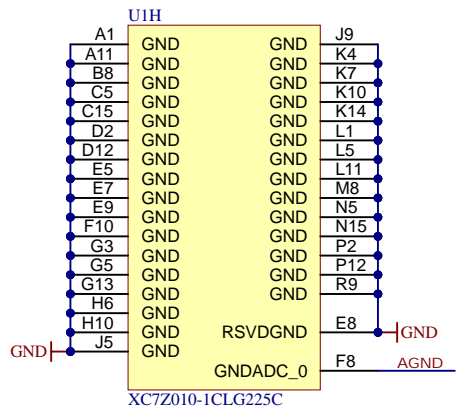 U1H
A1 GND GND J9
A11 GND GND K4
B8 GND GND K7
C5 GND GND K10
C15 GND GND K14
D2 GND GND L1
D12 GND GND L5
E5 GND GND L11
E7 GND GND M8
E9 GND GND N5
F10 GND GND N15
G3 GND GND P2
G5 GND GND P12
G13 GND GND R9
H6 GND
H10 GND RSVDGND E8 GND
GND J5 GND
GNDADC_0 F8 AGND
XC7Z010-1CLG225C